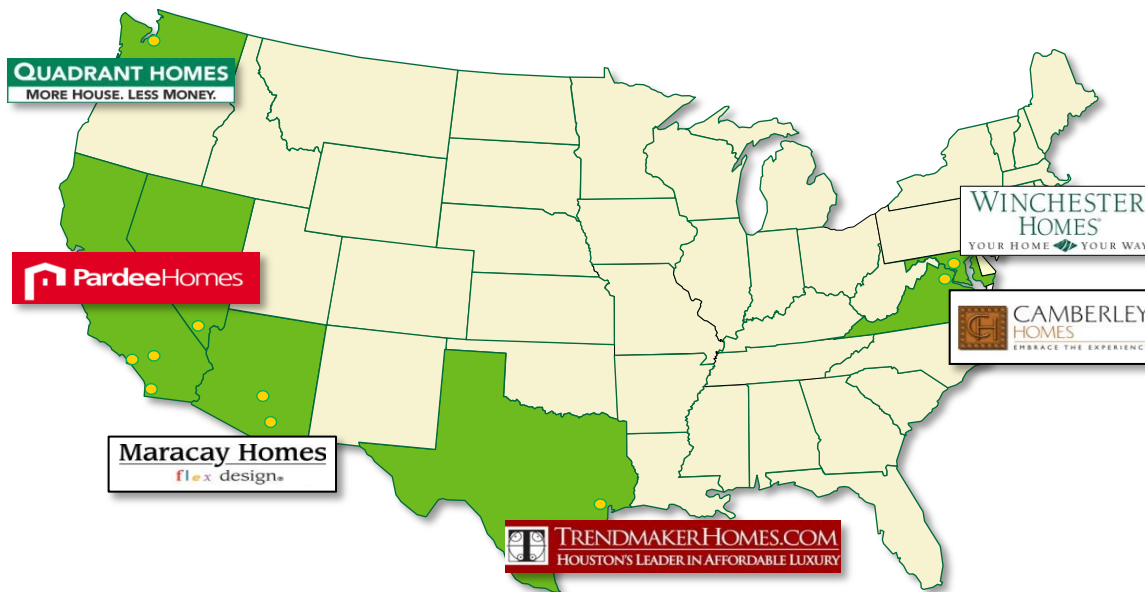 QUADRANT HOMES
MORE HOUSE. LESS MONEY.
WINCHESTER
HOMES®
YOUR HOME YOUR WAY
PardeeHomes
CAMBERLEY
HOMES
EMBRACE THE EXPERIENC
Maracay Homes
flex design®
TRENDMAKERHOMES.COM
HOUSTON'S LEADER IN AFFORDABLE LUXURY